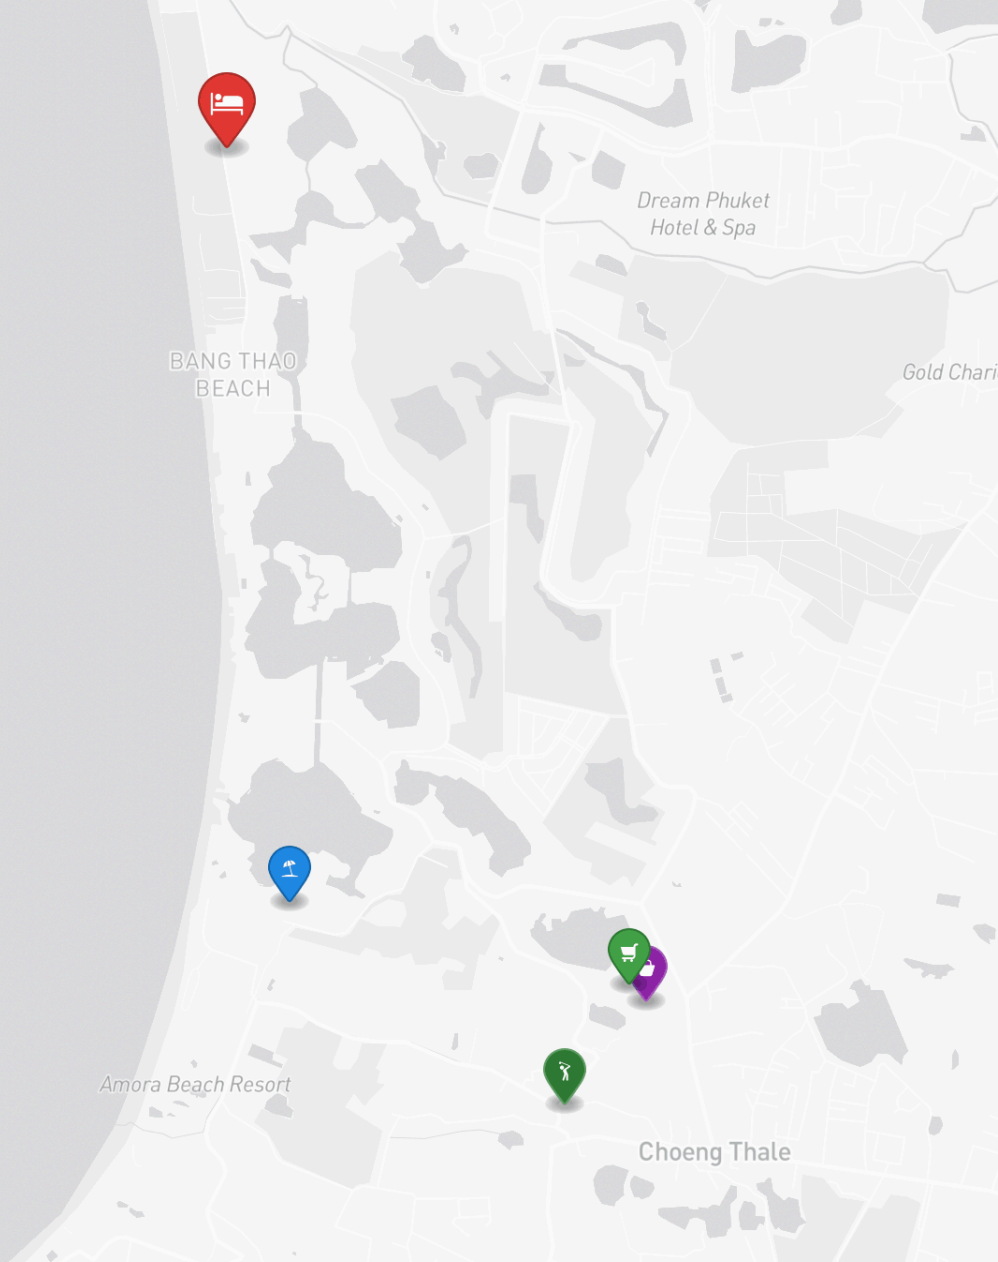 Dream Phuket
Hotel & Spa
BANG THAO
BEACH
Gold Chari
Amora Beach Resort
Choeng Thale